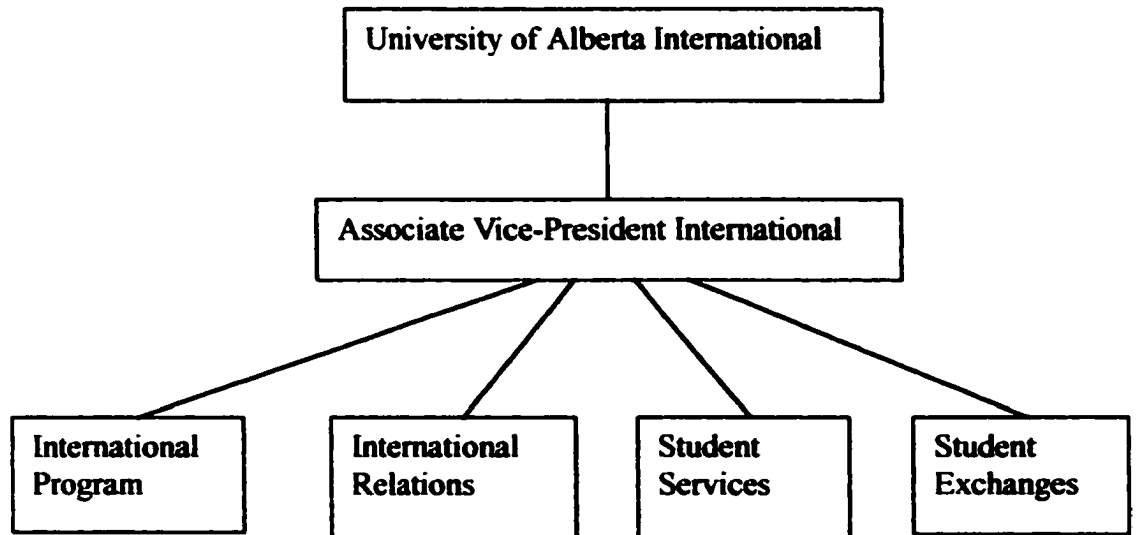 University of Alberta International
Associate Vice-President International
International
Program
International
Relations
Student
Services
Student
Exchanges